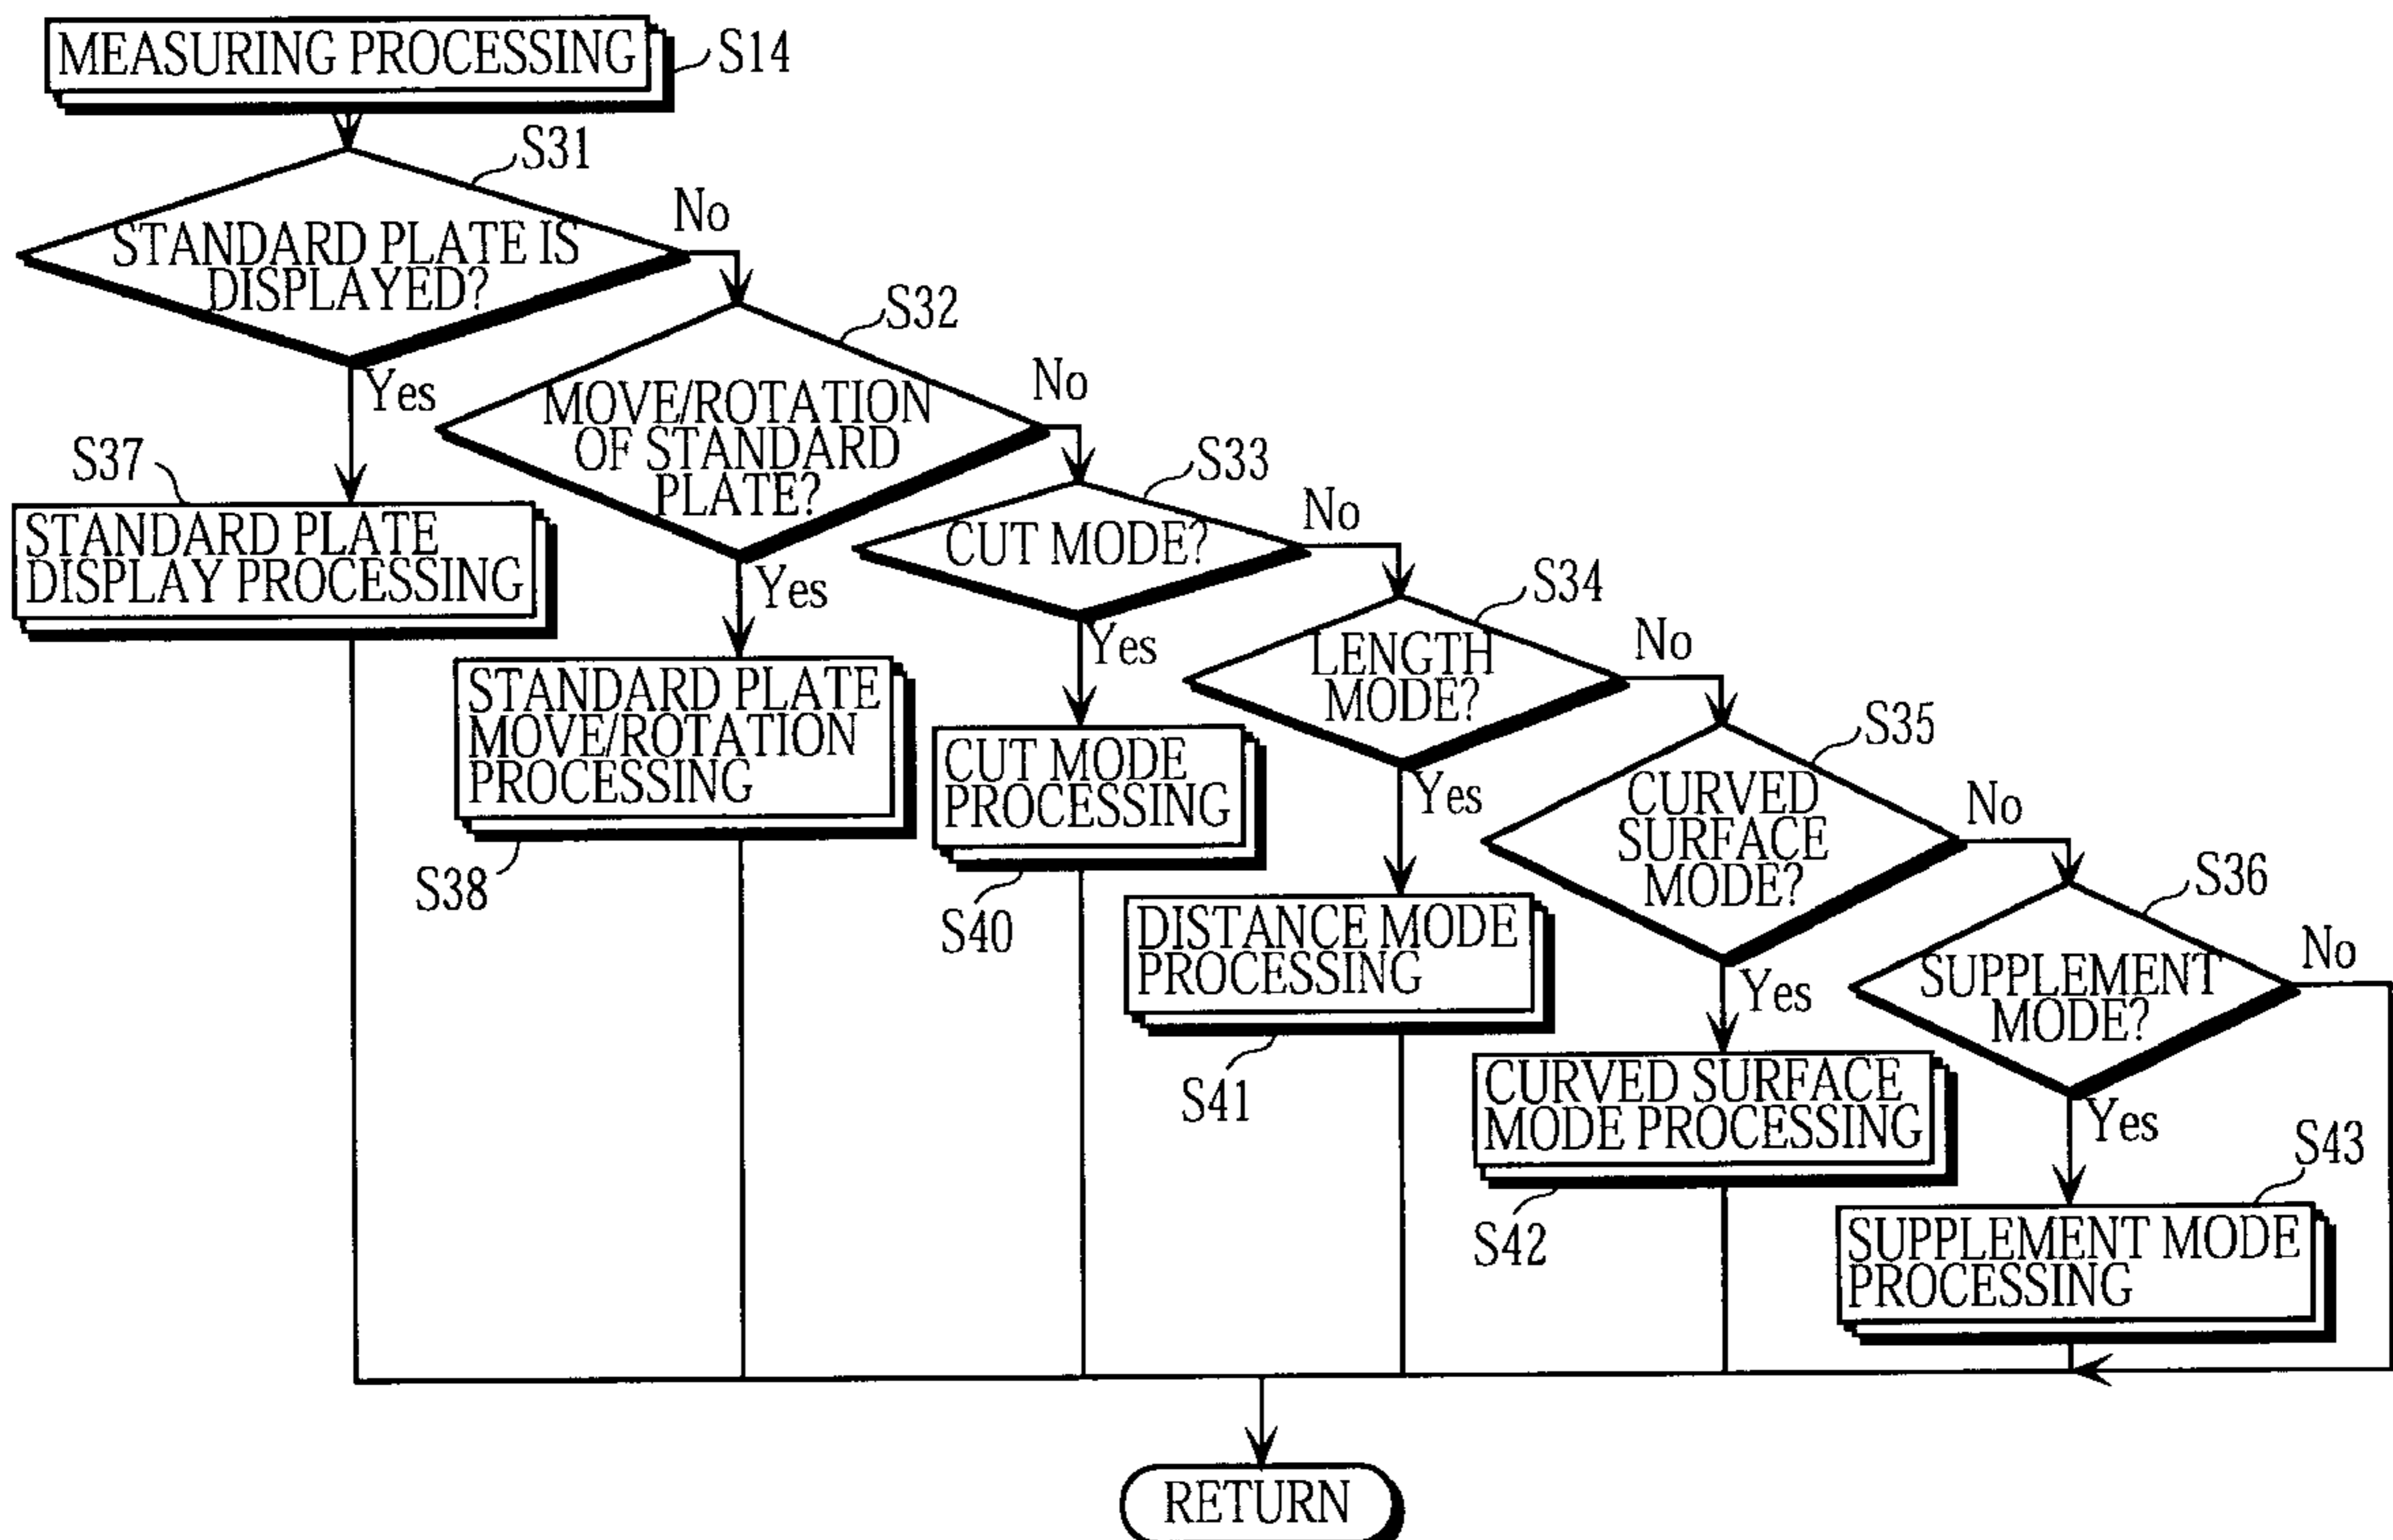 MEASURING PROCESSING
S14
S31
STANDARD PLATE IS
DISPLAYED?
No
Yes
S32
MOVE/ROTATION
OF STANDARD
PLATE?
No
Yes
S37
STANDARD PLATE
DISPLAY PROCESSING
S33
CUT MODE?
No
Yes
S38
STANDARD PLATE
MOVE/ROTATION
PROCESSING
S34
LENGTH
MODE?
No
Yes
CUT MODE
PROCESSING
S40
S35
CURVED
SURFACE
MODE?
No
Yes
DISTANCE MODE
PROCESSING
S41
S36
SUPPLEMENT
MODE?
No
Yes
CURVED SURFACE
MODE PROCESSING
S42
S43
SUPPLEMENT MODE
PROCESSING
RETURN